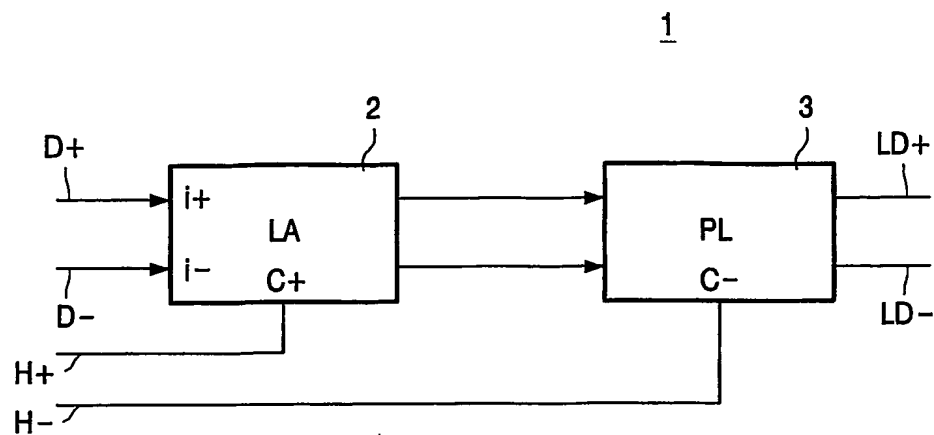 1
2
3
D+
LD+
i+
LA
PL
i-
C+
C-
D-
LD-
H+
H-